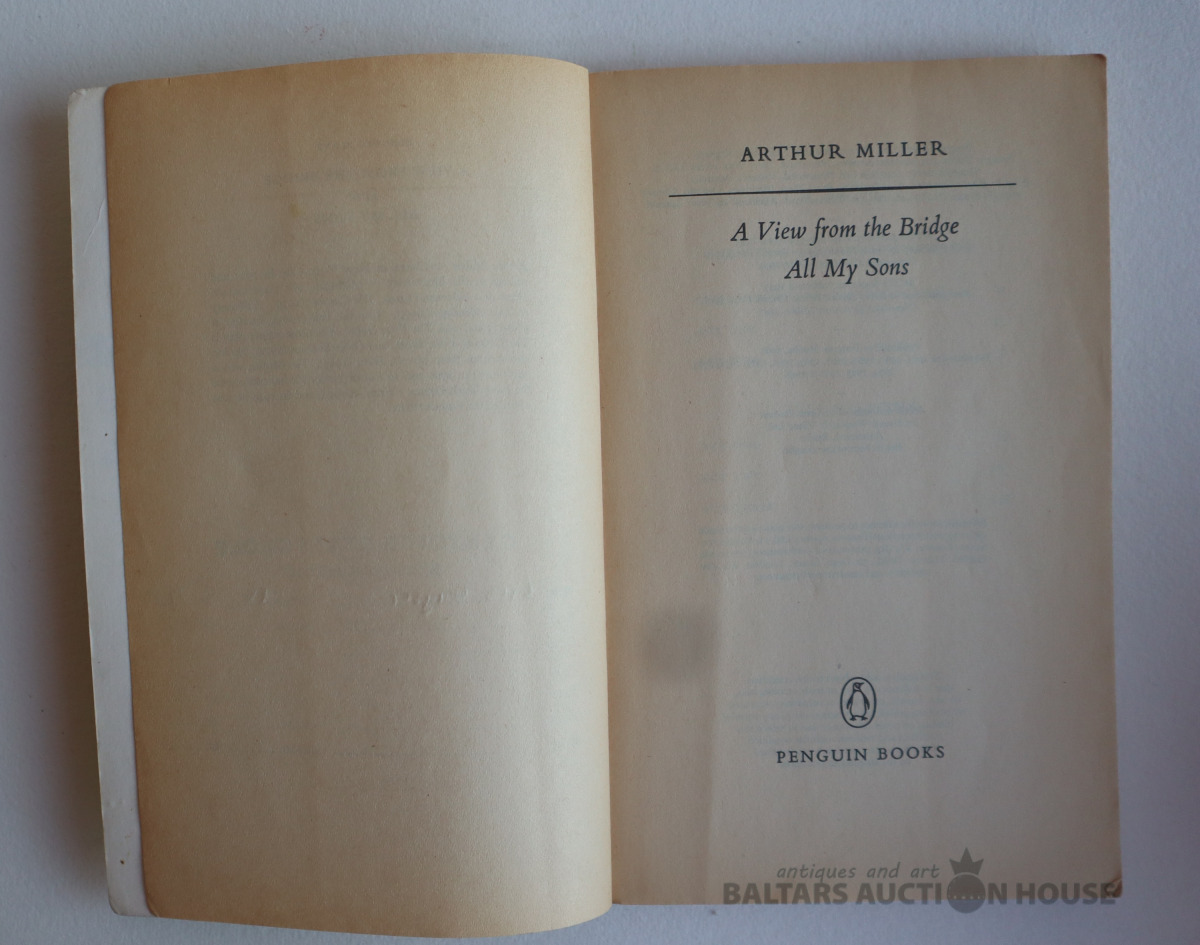 ARTHUR MILLER
A View from the Bridge
All My Sons
PENGUIN BOOKS
antiques and art
BALTARS AUCTION HOUSE